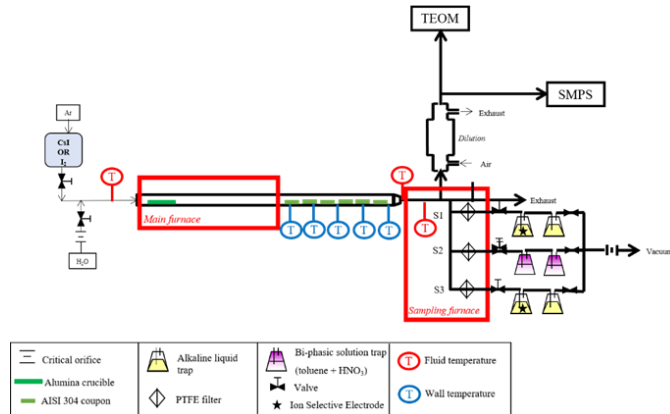 TEOM
SMPS
Exhaust
Dilution
Air
Ar
CsI
OR
I₂
T
T
Main furnace
T
T
T
T
T
T
H₂O
Exhaust
S1
S2
S3
Sampling furnace
Vacuum
Critical orifice
Alumina crucible
AISI 304 coupon
Alkaline liquid
trap
PTFE filter
Bi-phasic solution trap
(toluene + HNO₃)
Valve
Ion Selective Electrode
T
Fluid temperature
T
Wall temperature